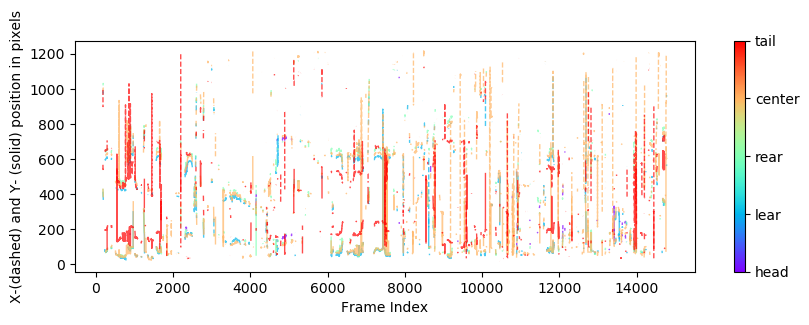 X-(dashed) and Y- (solid) position in pixels
1200
1000
800
600
400
200
0
0 2000 4000 6000 8000 10000 12000 14000
Frame Index
tail
center
rear
lear
head